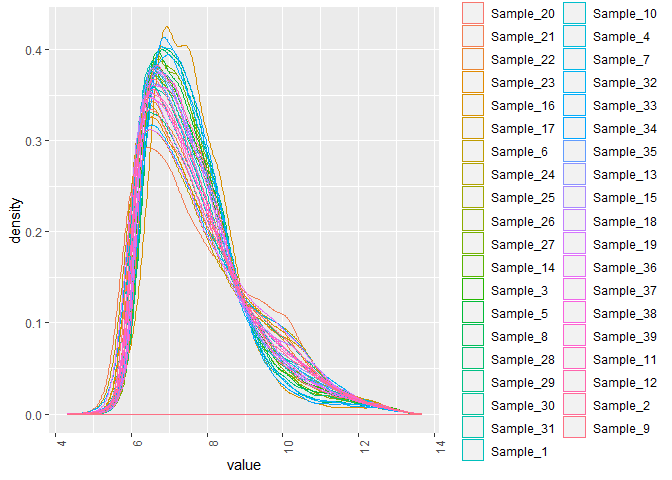 0.4
0.3
0.2
0.1
0.0
density
4
6
8
10
12
14
value
Sample_20
Sample_21
Sample_22
Sample_23
Sample_16
Sample_17
Sample_6
Sample_24
Sample_25
Sample_26
Sample_27
Sample_14
Sample_3
Sample_5
Sample_8
Sample_28
Sample_29
Sample_30
Sample_31
Sample_1
Sample_10
Sample_4
Sample_7
Sample_32
Sample_33
Sample_34
Sample_35
Sample_13
Sample_15
Sample_18
Sample_19
Sample_36
Sample_37
Sample_38
Sample_39
Sample_11
Sample_12
Sample_2
Sample_9